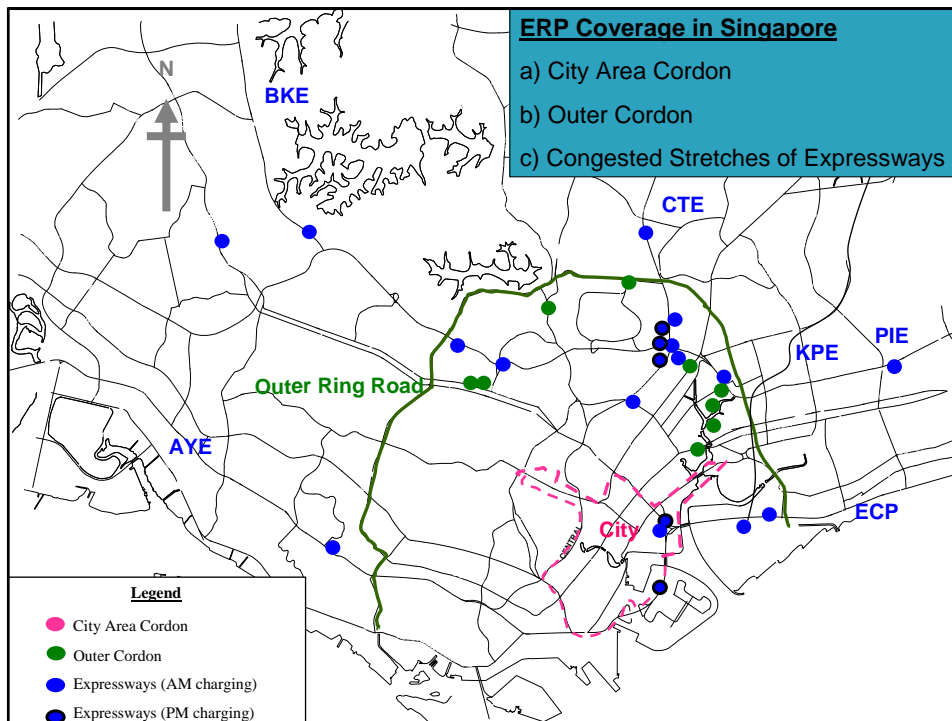 ERP Coverage in Singapore
a) City Area Cordon
b) Outer Cordon
c) Congested Stretches of Expressways
N
BKE
CTE
PIE
KPE
Outer Ring Road
AYE
ECP
City
CENTRAL
Legend
City Area Cordon
Outer Cordon
Expressways (AM charging)
Expressways (PM charging)